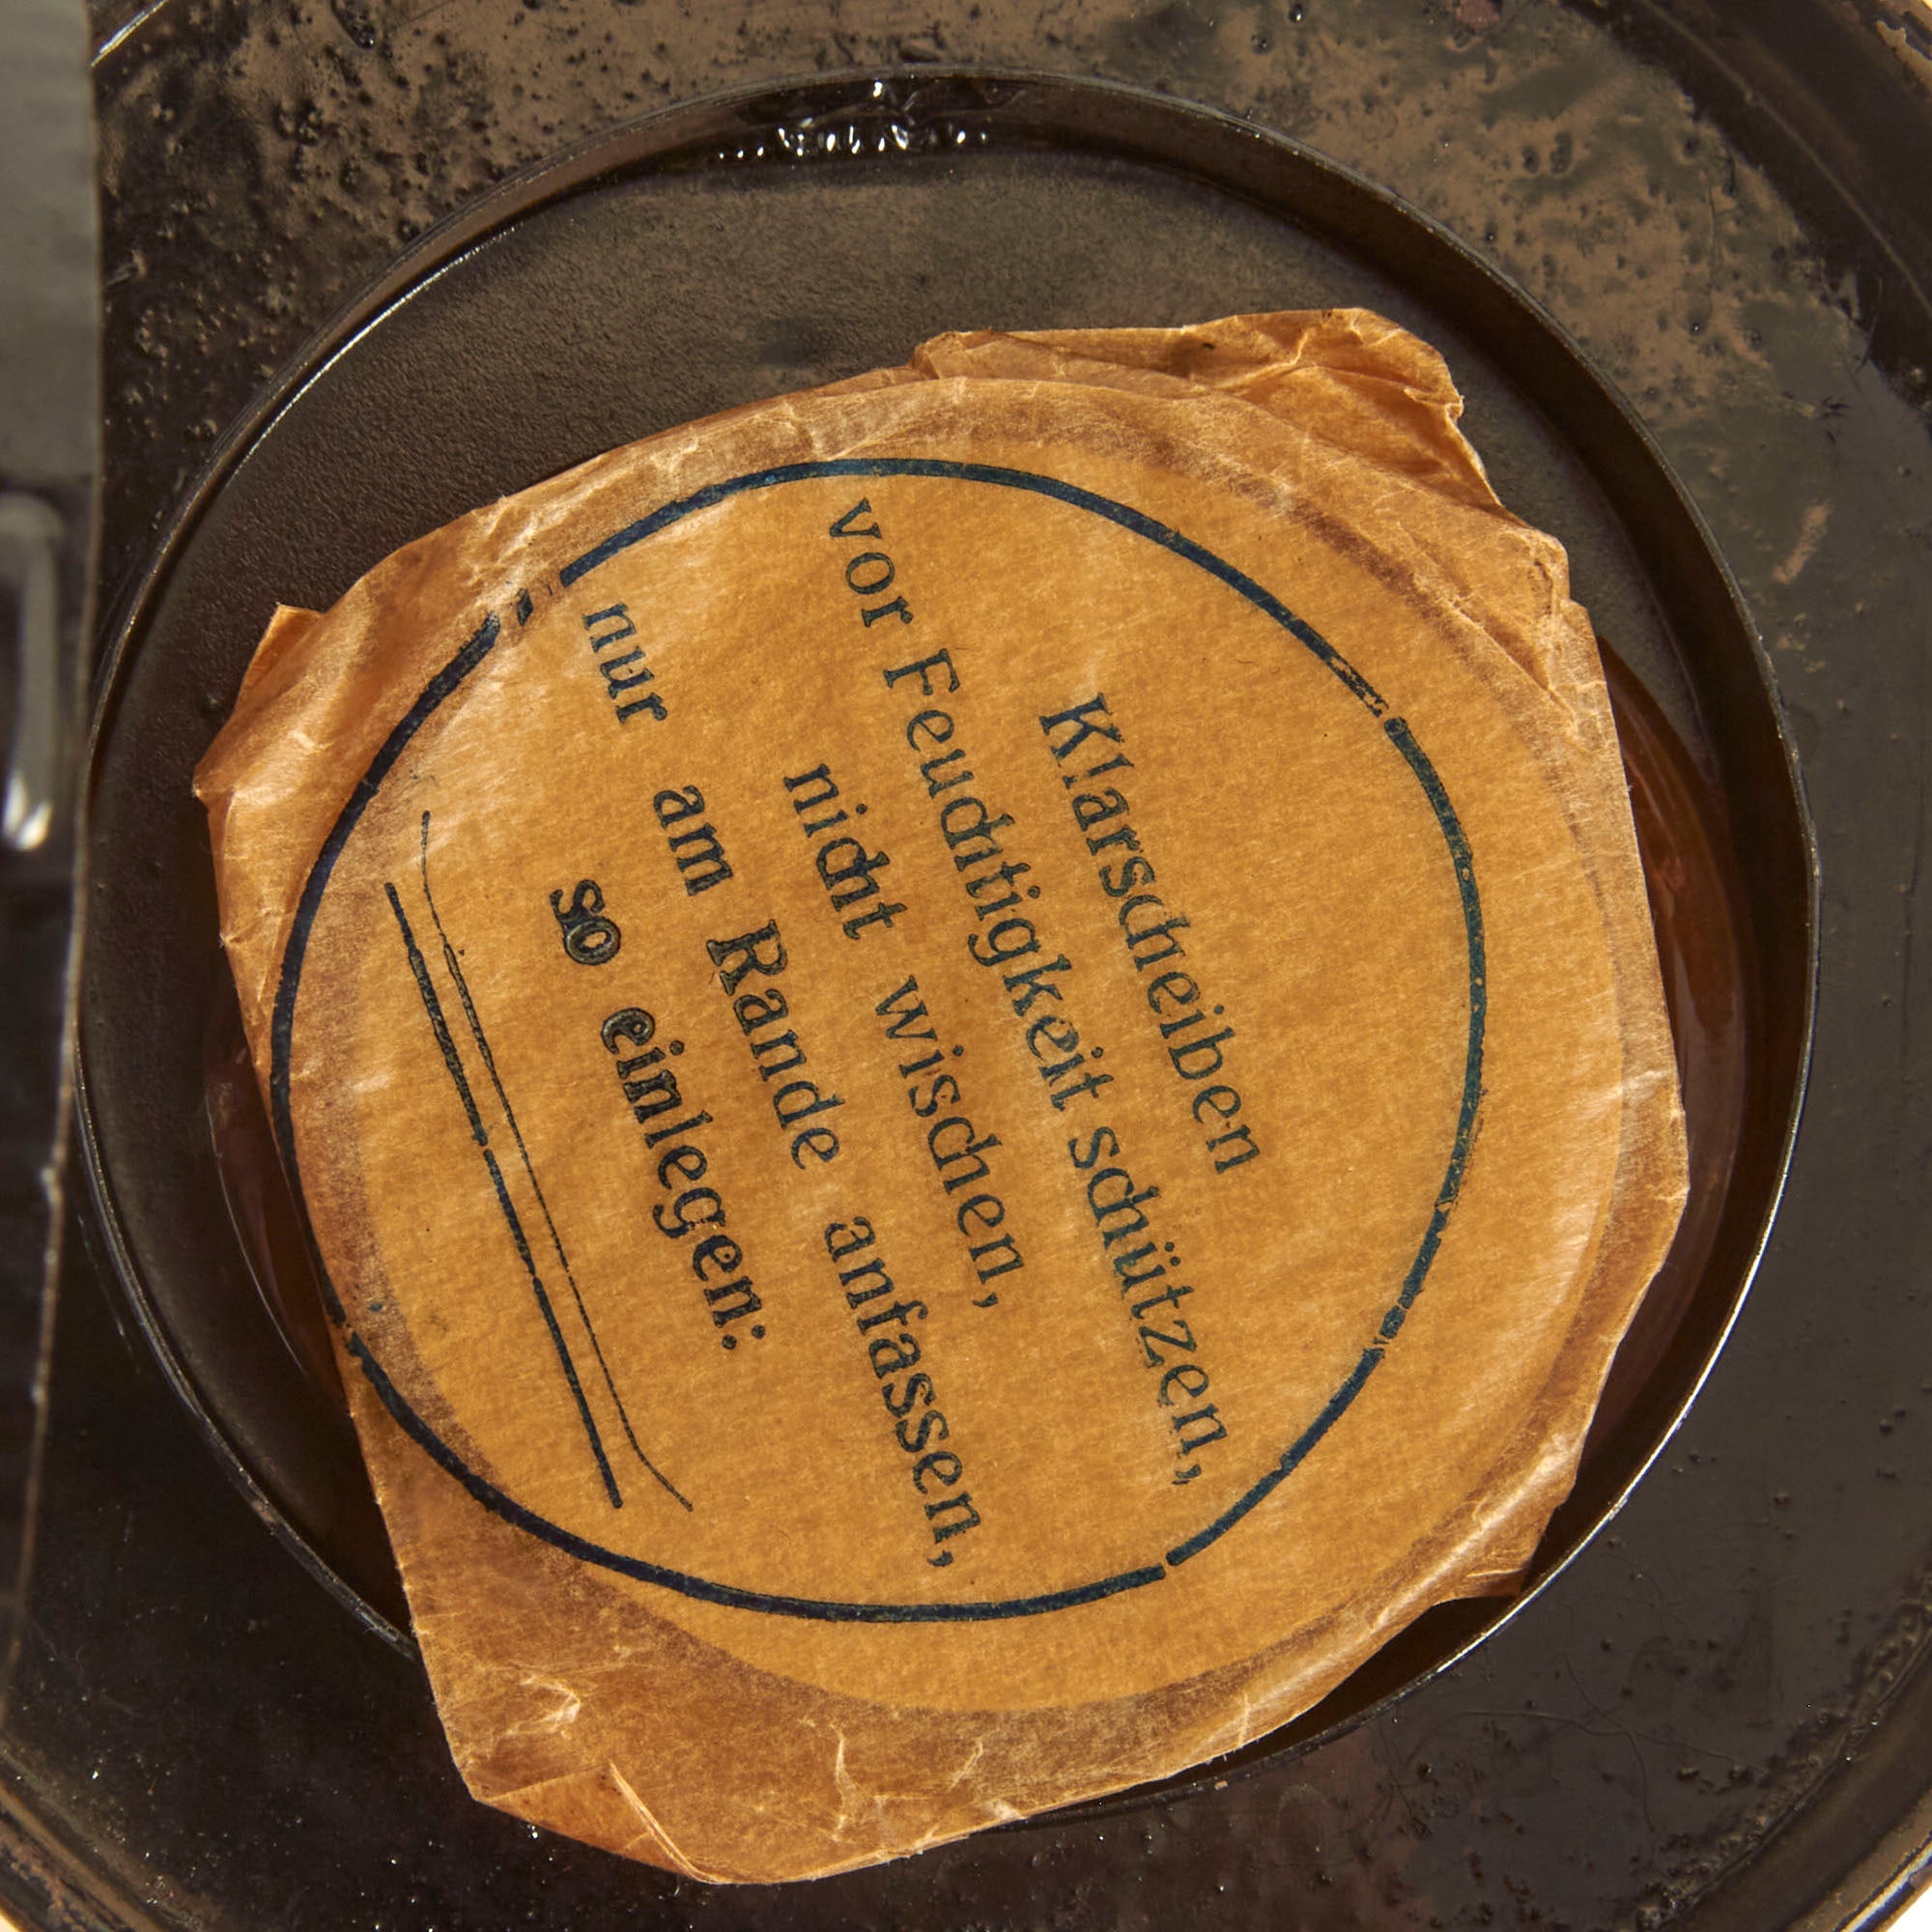 Klarscheiben
vor Feuchtigkeit schützen,
nicht wischen,
nur am Rande anfassen,
so einlegen: